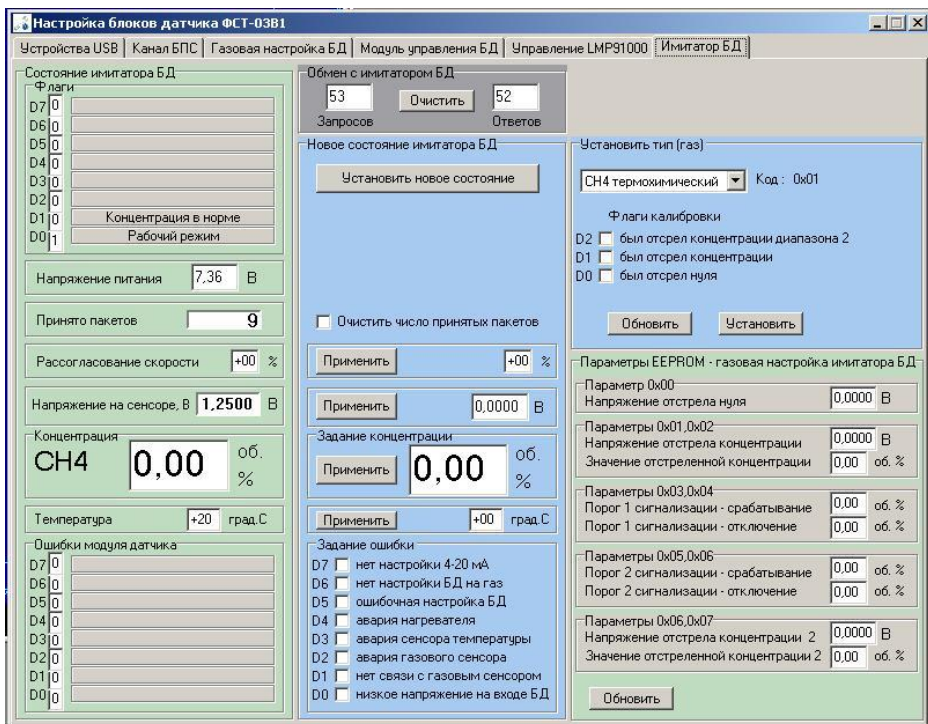 Настройка блоков датчика ФСТ-03В1
Устройства USB | Канал БПС | Газовая настройка БД | Модуль управления БД | Управление LMP91000 | Имитатор БД
Состояние имитатора БД
Флаги
D7 0
D6 0
D5 0
D4 0
D3 0
D2 0
D1 0 Концентрация в норме
D0 1 Рабочий режим
Напряжение питания 7,36 В
Принято пакетов 9
Рассогласование скорости +00 %
Напряжение на сенсоре, В 1,2500 В
Концентрация
CH4 0,00 об. %
Температура +20 град.С
Ошибки модуля датчика
D7 0
D6 0
D5 0
D4 0
D3 0
D2 0
D1 0
D0 0
Обмен с имитатором БД
53 Очистить 52
Запросов Ответов
Новое состояние имитатора БД
Установить новое состояние
Очистить число принятых пакетов
Применить +00 %
Применить 0,0000 В
Задание концентрации
Применить 0,00 об. %
Применить +00 град.С
Задание ошибки
D7 нет настройки 4-20 мА
D6 нет настройки БД на газ
D5 ошибочная настройка БД
D4 авария нагревателя
D3 авария сенсора температуры
D2 авария газового сенсора
D1 нет связи с газовым сенсором
D0 низкое напряжение на входе БД
Установить тип (газ)
CH4 термохимический Код : 0x01
Флаги калибровки
D2 был отсрел концентрации диапазона 2
D1 был отсрел концентрации
D0 был отсрел нуля
Обновить Установить
Параметры EEPROM - газовая настройка имитатора БД
Параметр 0x00
Напряжение отстрела нуля 0,0000 В
Параметры 0x01,0x02
Напряжение отстрела концентрации 0,0000 В
Значение отстреленной концентрации 0,00 об. %
Параметры 0x03,0x04
Порог 1 сигнализации - срабатывание 0,00 об. %
Порог 1 сигнализации - отключение 0,00 об. %
Параметры 0x05,0x06
Порог 2 сигнализации - срабатывание 0,00 об. %
Порог 2 сигнализации - отключение 0,00 об. %
Параметры 0x06,0x07
Напряжение отстрела концентрации 2 0,0000 В
Значение отстреленной концентрации 2 0,00 об. %
Обновить